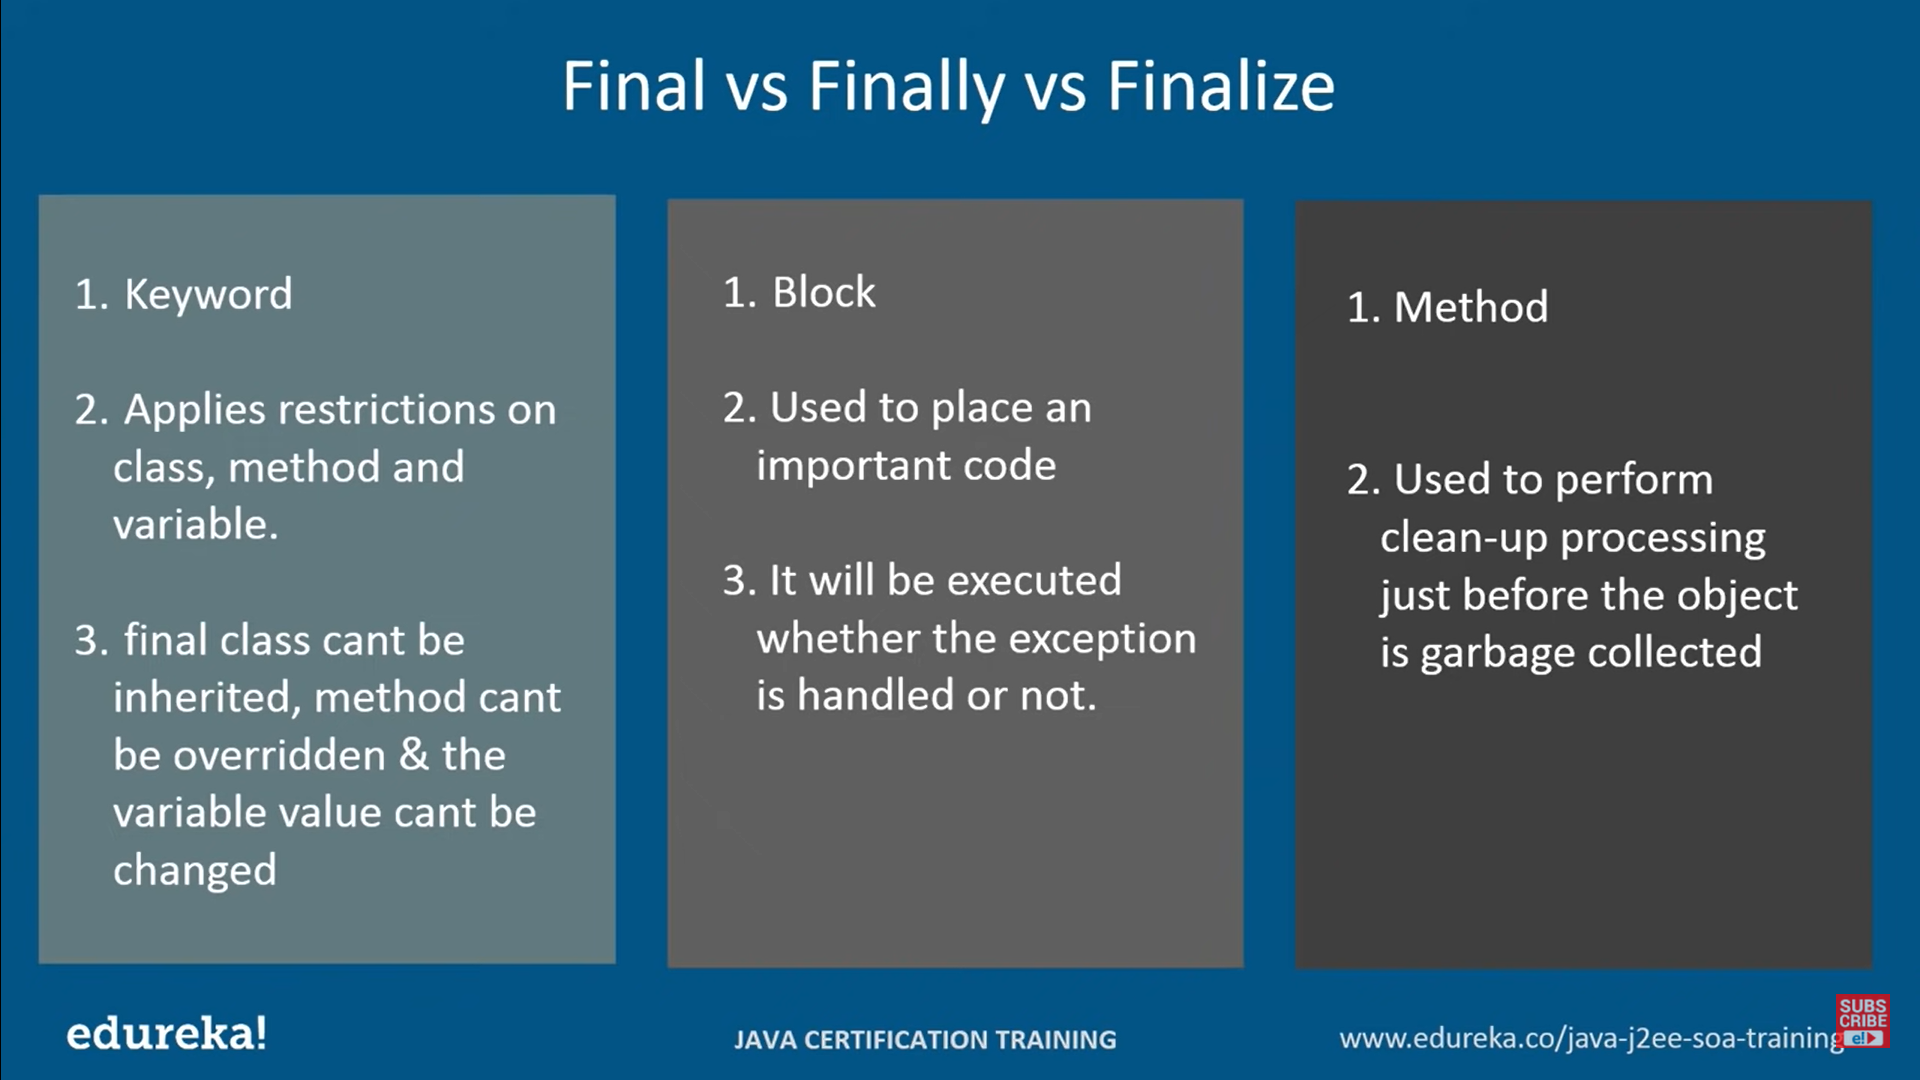 Final vs Finally vs Finalize
1. Keyword
2. Applies restrictions on
class, method and
variable.
3. final class cant be
inherited, method cant
be overridden & the
variable value cant be
changed
1. Block
2. Used to place an
important code
3. It will be executed
whether the exception
is handled or not.
1. Method
2. Used to perform
clean-up processing
just before the object
is garbage collected
edureka!
JAVA CERTIFICATION TRAINING
www.edureka.co/java-j2ee-soa-training
SUBS
CRIBE
e!